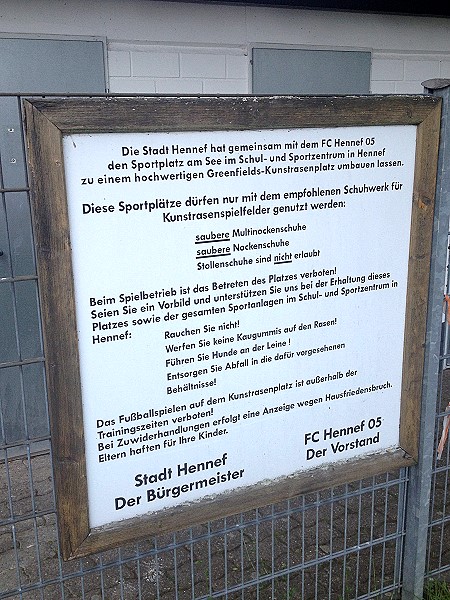 Die Stadt Hennef hat gemeinsam mit dem FC Hennef 05
den Sportplatz am See im Schul- und Sportzentrum in Hennef
zu einem hochwertigen Greenfields-Kunstrasenplatz umbauen lassen.
Diese Sportplätze dürfen nur mit dem empfohlenen Schuhwerk für
Kunstrasenspielfelder genutzt werden:
saubere Multinockenschuhe
saubere Nockenschuhe
Stollenschuhe sind nicht erlaubt
Beim Spielbetrieb ist das Betreten des Platzes verboten!
Seien Sie ein Vorbild und unterstützen Sie uns bei der Erhaltung dieses
Platzes sowie der gesamten Sportanlagen im Schul- und Sportzentrum in
Hennef:
Rauchen Sie nicht!
Werfen Sie keine Kaugummis auf den Rasen!
Führen Sie Hunde an der Leine !
Entsorgen Sie Abfall in die dafür vorgesehenen
Behältnisse!
Das Fußballspielen auf dem Kunstrasenplatz ist außerhalb der
Trainingszeiten verboten!
Bei Zuwiderhandlungen erfolgt eine Anzeige wegen Hausfriedensbruch.
Eltern haften für Ihre Kinder.
Stadt Hennef
Der Bürgermeister
FC Hennef 05
Der Vorstand